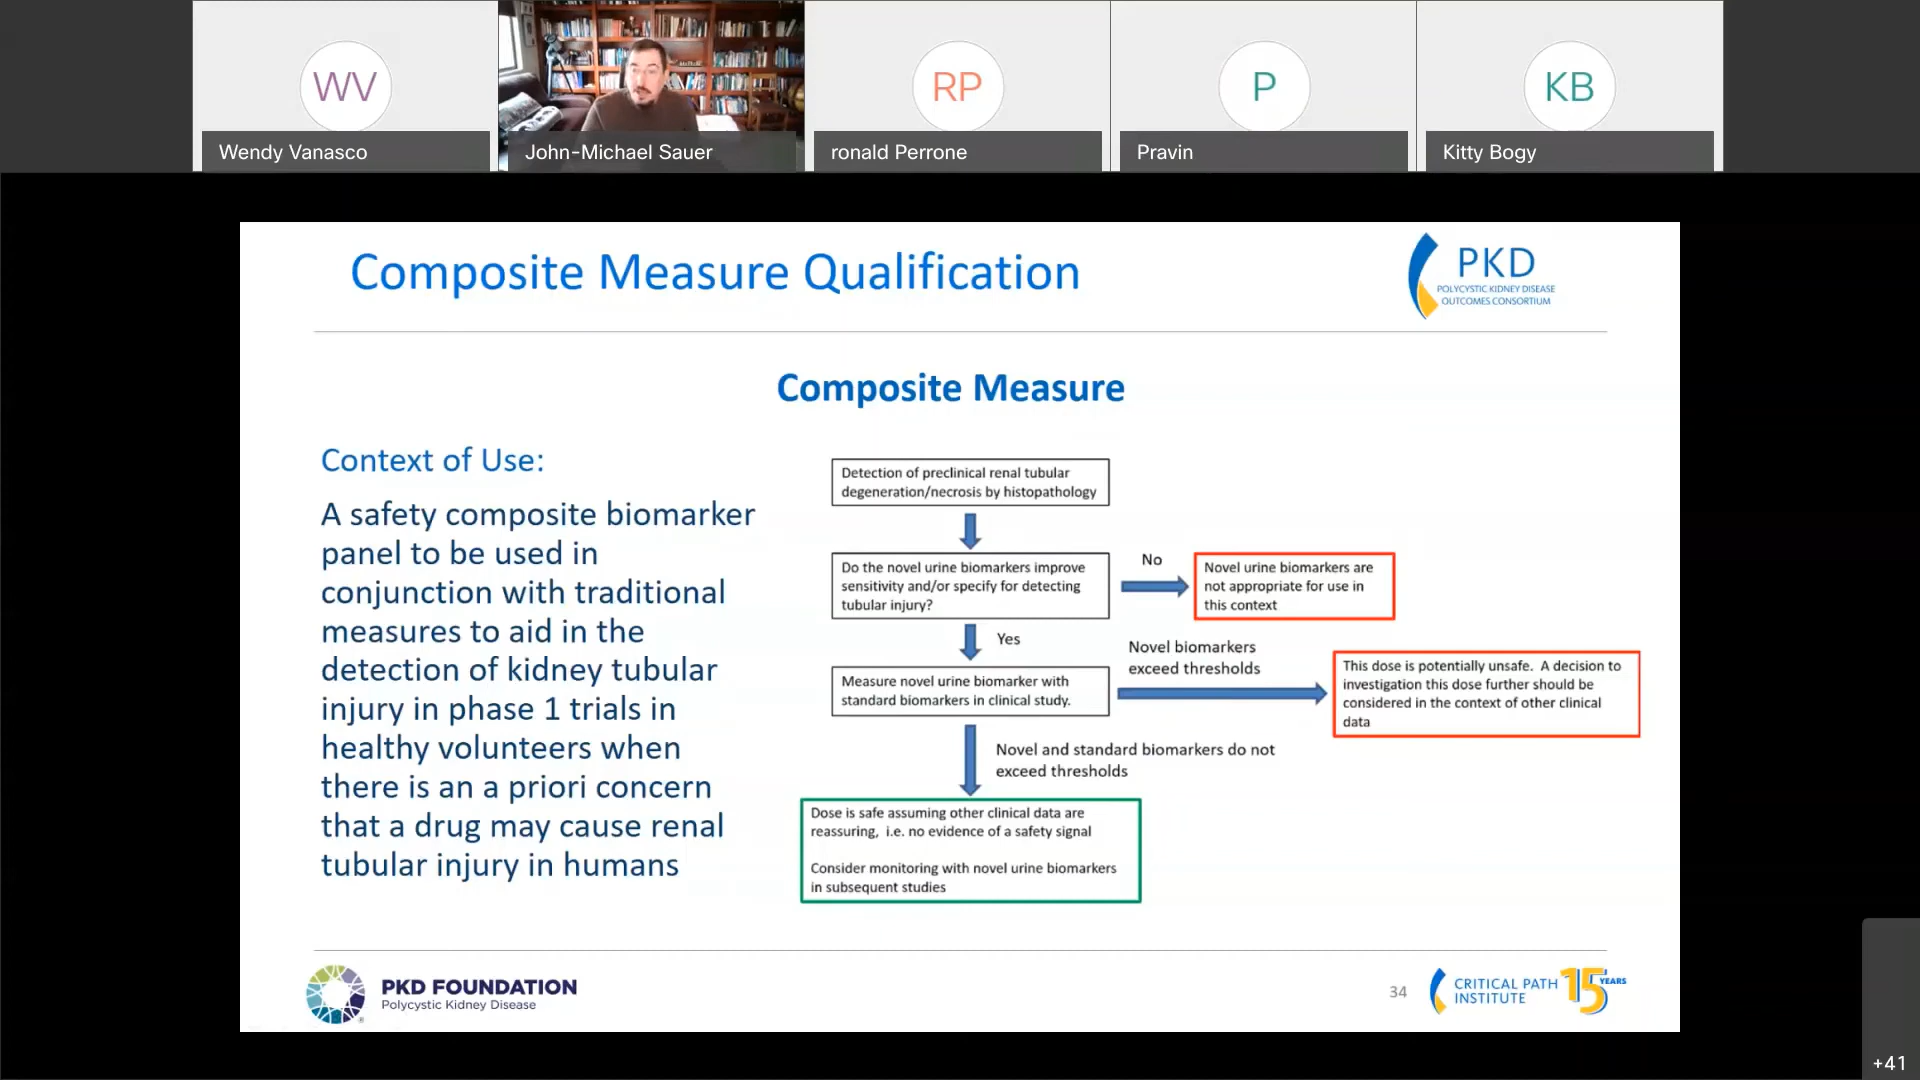 WV
RP
P
KB
Wendy Vanasco
John-Michael Sauer
ronald Perrone
Pravin
Kitty Bogy
Composite Measure Qualification
PKD
POLYCYSTIC KIDNEY DISEASE
OUTCOMES CONSORTIUM
Composite Measure
Context of Use:
A safety composite biomarker
panel to be used in
conjunction with traditional
measures to aid in the
detection of kidney tubular
injury in phase 1 trials in
healthy volunteers when
there is an a priori concern
that a drug may cause renal
tubular injury in humans
Detection of preclinical renal tubular
degeneration/necrosis by histopathology
Do the novel urine biomarkers improve
sensitivity and/or specify for detecting
tubular injury?
No
Novel urine biomarkers are
not appropriate for use in
this context
Yes
Novel biomarkers
exceed thresholds
Measure novel urine biomarker with
standard biomarkers in clinical study.
This dose is potentially unsafe. A decision to
investigation this dose further should be
considered in the context of other clinical
data
Novel and standard biomarkers do not
exceed thresholds
Dose is safe assuming other clinical data are
reassuring, i.e. no evidence of a safety signal
Consider monitoring with novel urine biomarkers
in subsequent studies
PKD FOUNDATION
Polycystic Kidney Disease
34
CRITICAL PATH
INSTITUTE
15 YEARS
+41